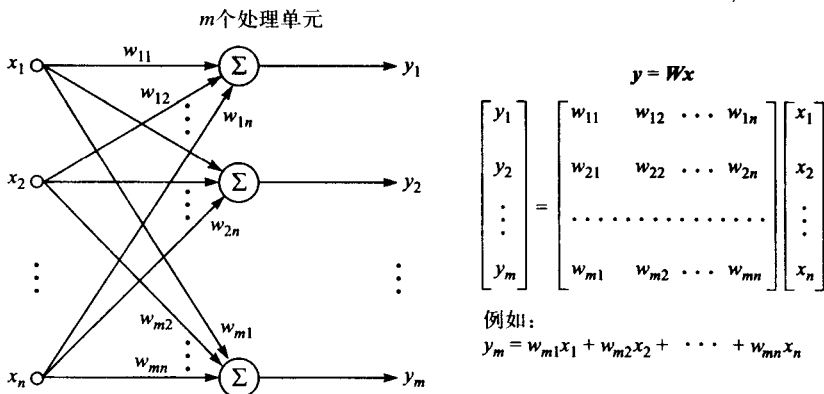 m个处理单元
x₁ w₁₁ Σ y₁
w₁₂
⋮ w₁ₙ
x₂ Σ y₂
⋮ w₂ₙ
⋮ ⋮
wₘ₂ wₘ₁
⋮
xₙ wₘₙ Σ yₘ
y = Wx
[y₁] [w₁₁ w₁₂ ··· w₁ₙ] [x₁]
[y₂] [w₂₁ w₂₂ ··· w₂ₙ] [x₂]
[⋮] = [···············] [⋮]
[yₘ] [wₘ₁ wₘ₂ ··· wₘₙ] [xₙ]
例如：
yₘ = wₘ₁x₁ + wₘ₂x₂ + ··· + wₘₙxₙ